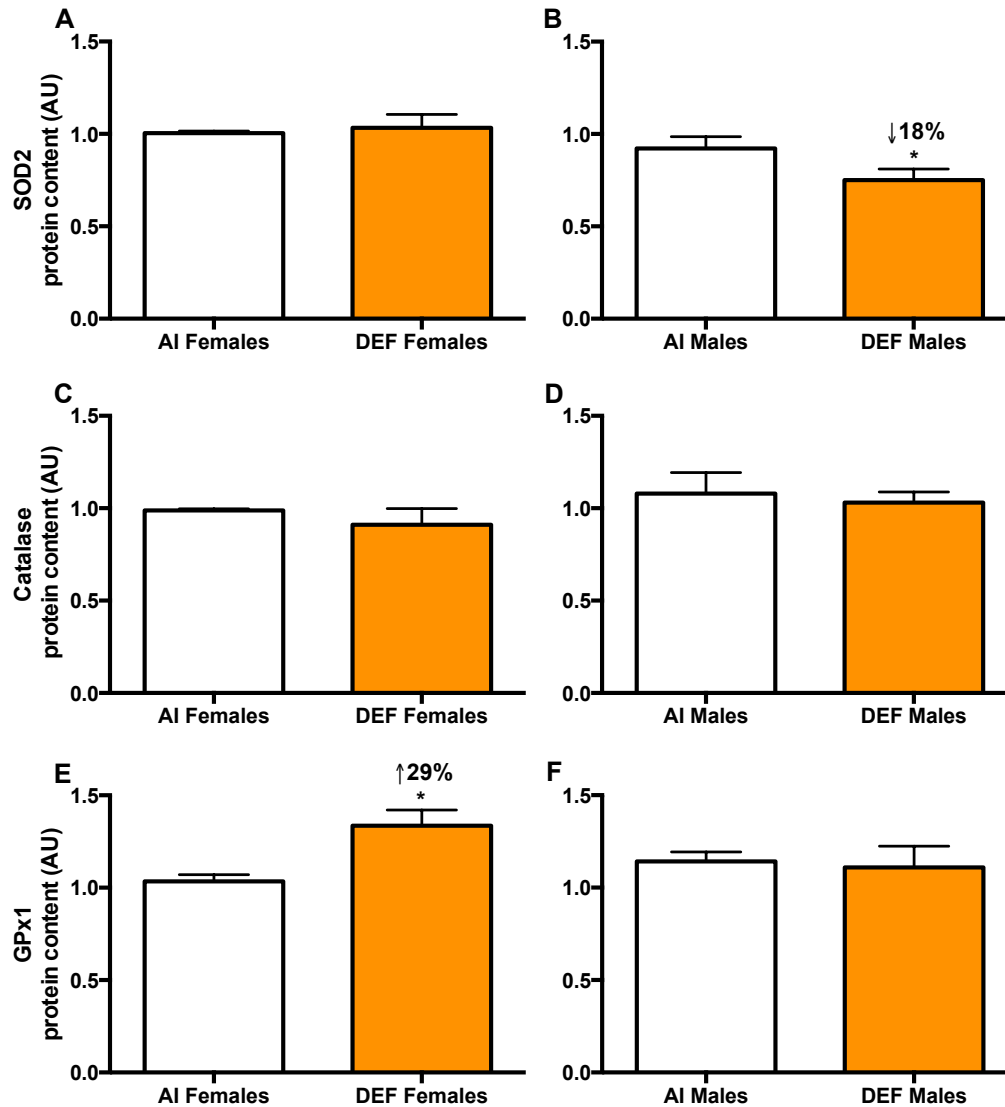 A
SOD2
protein content (AU)
1.5
1.0
0.5
0.0
AI Females
DEF Females
B
1.5
1.0
0.5
0.0
↓18%
*
AI Males
DEF Males
C
Catalase
protein content (AU)
1.5
1.0
0.5
0.0
AI Females
DEF Females
D
1.5
1.0
0.5
0.0
AI Males
DEF Males
E
GPx1
protein content (AU)
1.5
1.0
0.5
0.0
↑29%
*
AI Females
DEF Females
F
1.5
1.0
0.5
0.0
AI Males
DEF Males